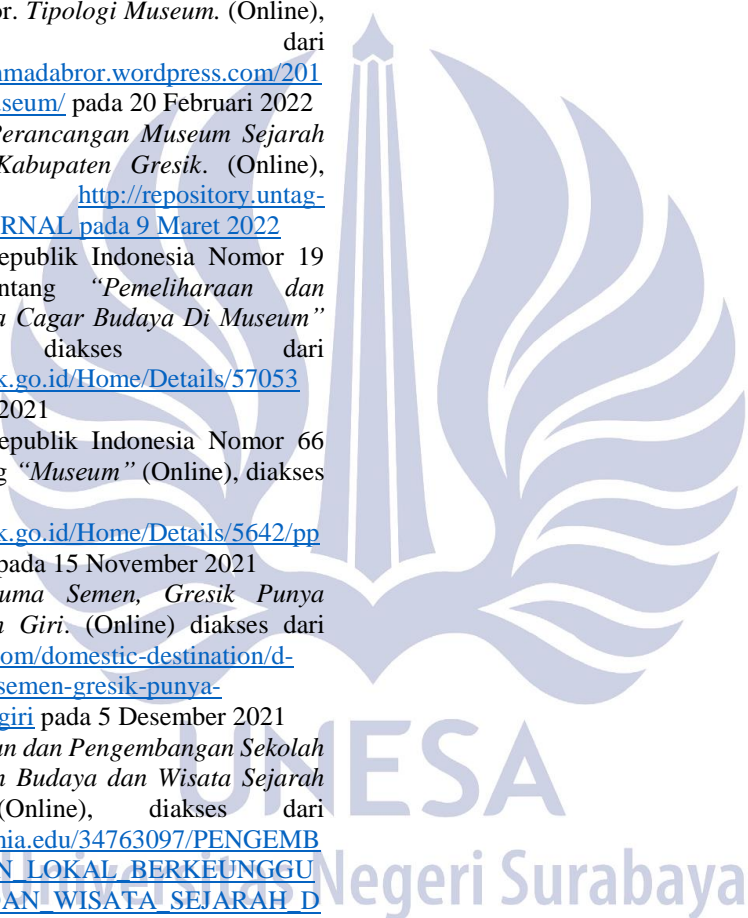 or. Tipologi Museum. (Online),
dari
madabror.wordpress.com/201
seum/ pada 20 Februari 2022
Perancangan Museum Sejarah
Kabupaten Gresik. (Online),
http://repository.untag-
RNAL pada 9 Maret 2022
epublik Indonesia Nomor 19
ntang “Pemeliharaan dan
a Cagar Budaya Di Museum”
diakses dari
k.go.id/Home/Details/57053
2021
epublik Indonesia Nomor 66
g “Museum” (Online), diakses
k.go.id/Home/Details/5642/pp
pada 15 November 2021
uma Semen, Gresik Punya
n Giri. (Online) diakses dari
om/domestic-destination/d-
semen-gresik-punya-
giri pada 5 Desember 2021
an dan Pengembangan Sekolah
n Budaya dan Wisata Sejarah
(Online), diakses dari
nia.edu/34763097/PENGEMB
N_LOKAL_BERKEUNGGU
DAN_WISATA_SEJARAH_D
UNESA
Universitas Negeri Surabaya